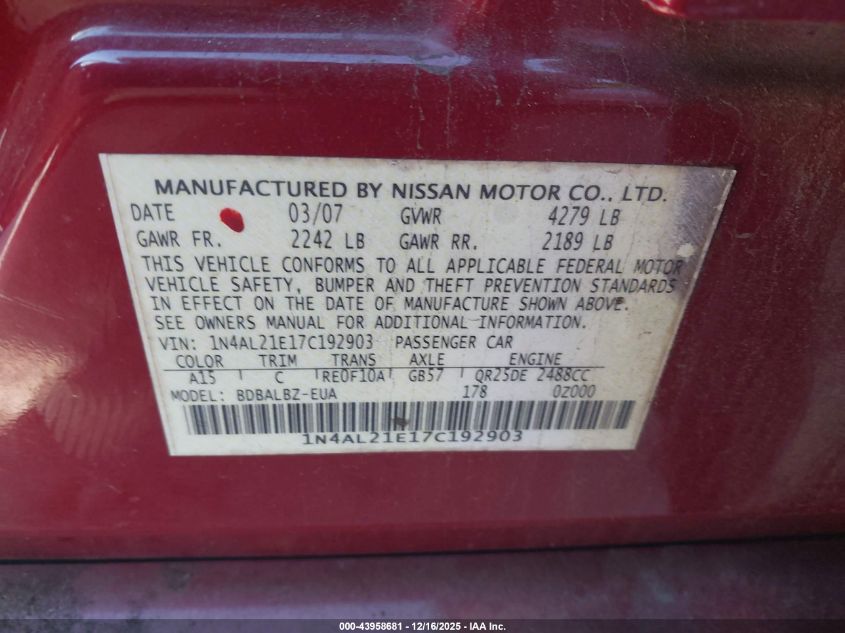 MANUFACTURED BY NISSAN MOTOR CO., LTD.
DATE 03/07 GVWR 4279 LB
GAWR FR. 2242 LB GAWR RR. 2189 LB
THIS VEHICLE CONFORMS TO ALL APPLICABLE FEDERAL MOTOR
VEHICLE SAFETY, BUMPER AND THEFT PREVENTION STANDARDS
IN EFFECT ON THE DATE OF MANUFACTURE SHOWN ABOVE.
SEE OWNERS MANUAL FOR ADDITIONAL INFORMATION.
VIN: 1N4AL21E17C192903 PASSENGER CAR
COLOR TRIM TRANS AXLE ENGINE
A15 C RE0F10A GB57 QR25DE 2488CC
MODEL: BDBALBZ-EUA 178 0Z000
1N4AL21E17C192903
000-43958681 - 12/16/2025 - IAA Inc.